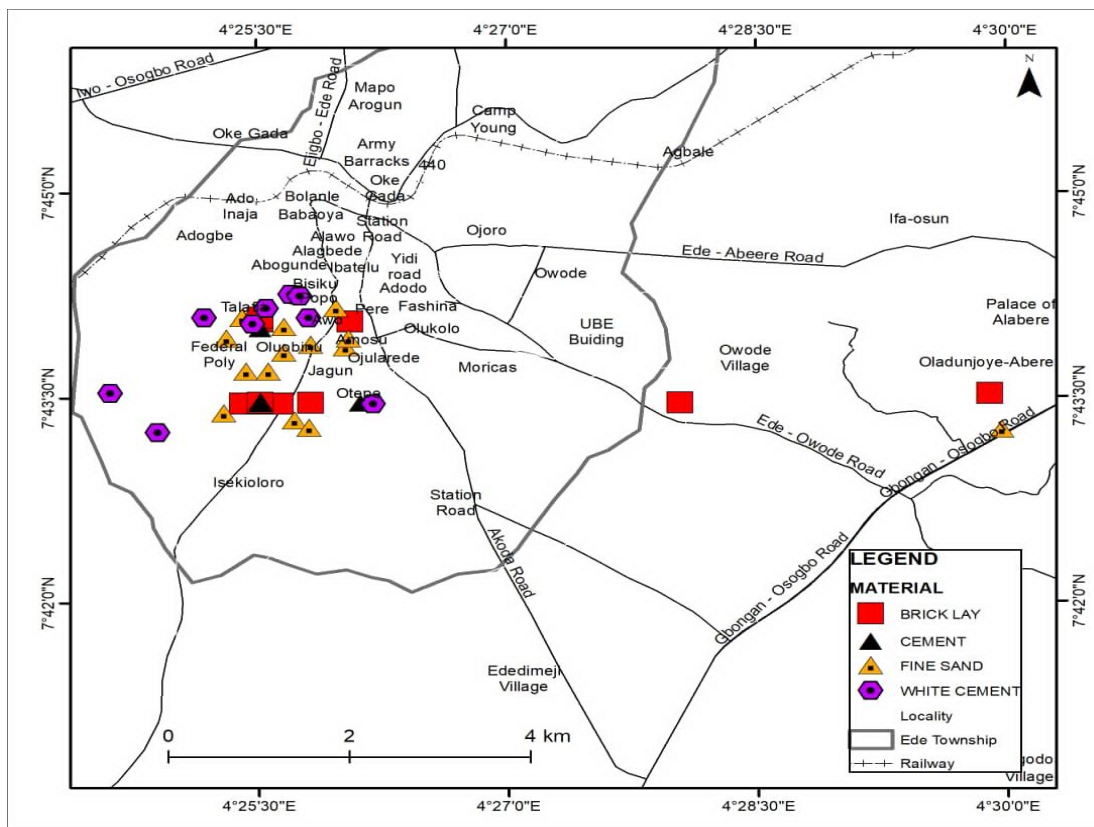 4°25'30"E 4°27'0"E 4°28'30"E 4°30'0"E
N
Iwo - Osogbo Road
Eligbo - Ede Road
Mapo
Arogun
Camp
Young
Oke Gada
Army
Barracks
440
Agbale
7°45'0"N
7°45'0"N
Oke
Gada
Ado
Inaja
Bolanle
Babaoya
Adogbe
Station
Road
Alawo
Alagbede
Ojoro
Ifa-osun
Ede - Abeere Road
Abogunde
Ibatelu
Yidi
road
Adodo
Owode
Bisiku
Fashina
Pere
Awo
Olukolo
UBE
Buiding
Palace of
Alabere
Federal
Poly
Oluobinu
Amosu
Ojularede
Jagun
Moricas
Owode
Village
Oladunjoye-Abere
7°43'30"N
7°43'30"N
Otepe
Ede - Owode Road
Gbongan - Osogbo Road
Isekioloro
Station
Road
Akoda Road
Gbongan - Osogbo Road
7°42'0"N
7°42'0"N
Ededimeji
Village
LEGEND
MATERIAL
BRICK LAY
CEMENT
FINE SAND
WHITE CEMENT
Locality
Ede Township
Railway
Village
0 2 4 km
4°25'30"E 4°27'0"E 4°28'30"E 4°30'0"E